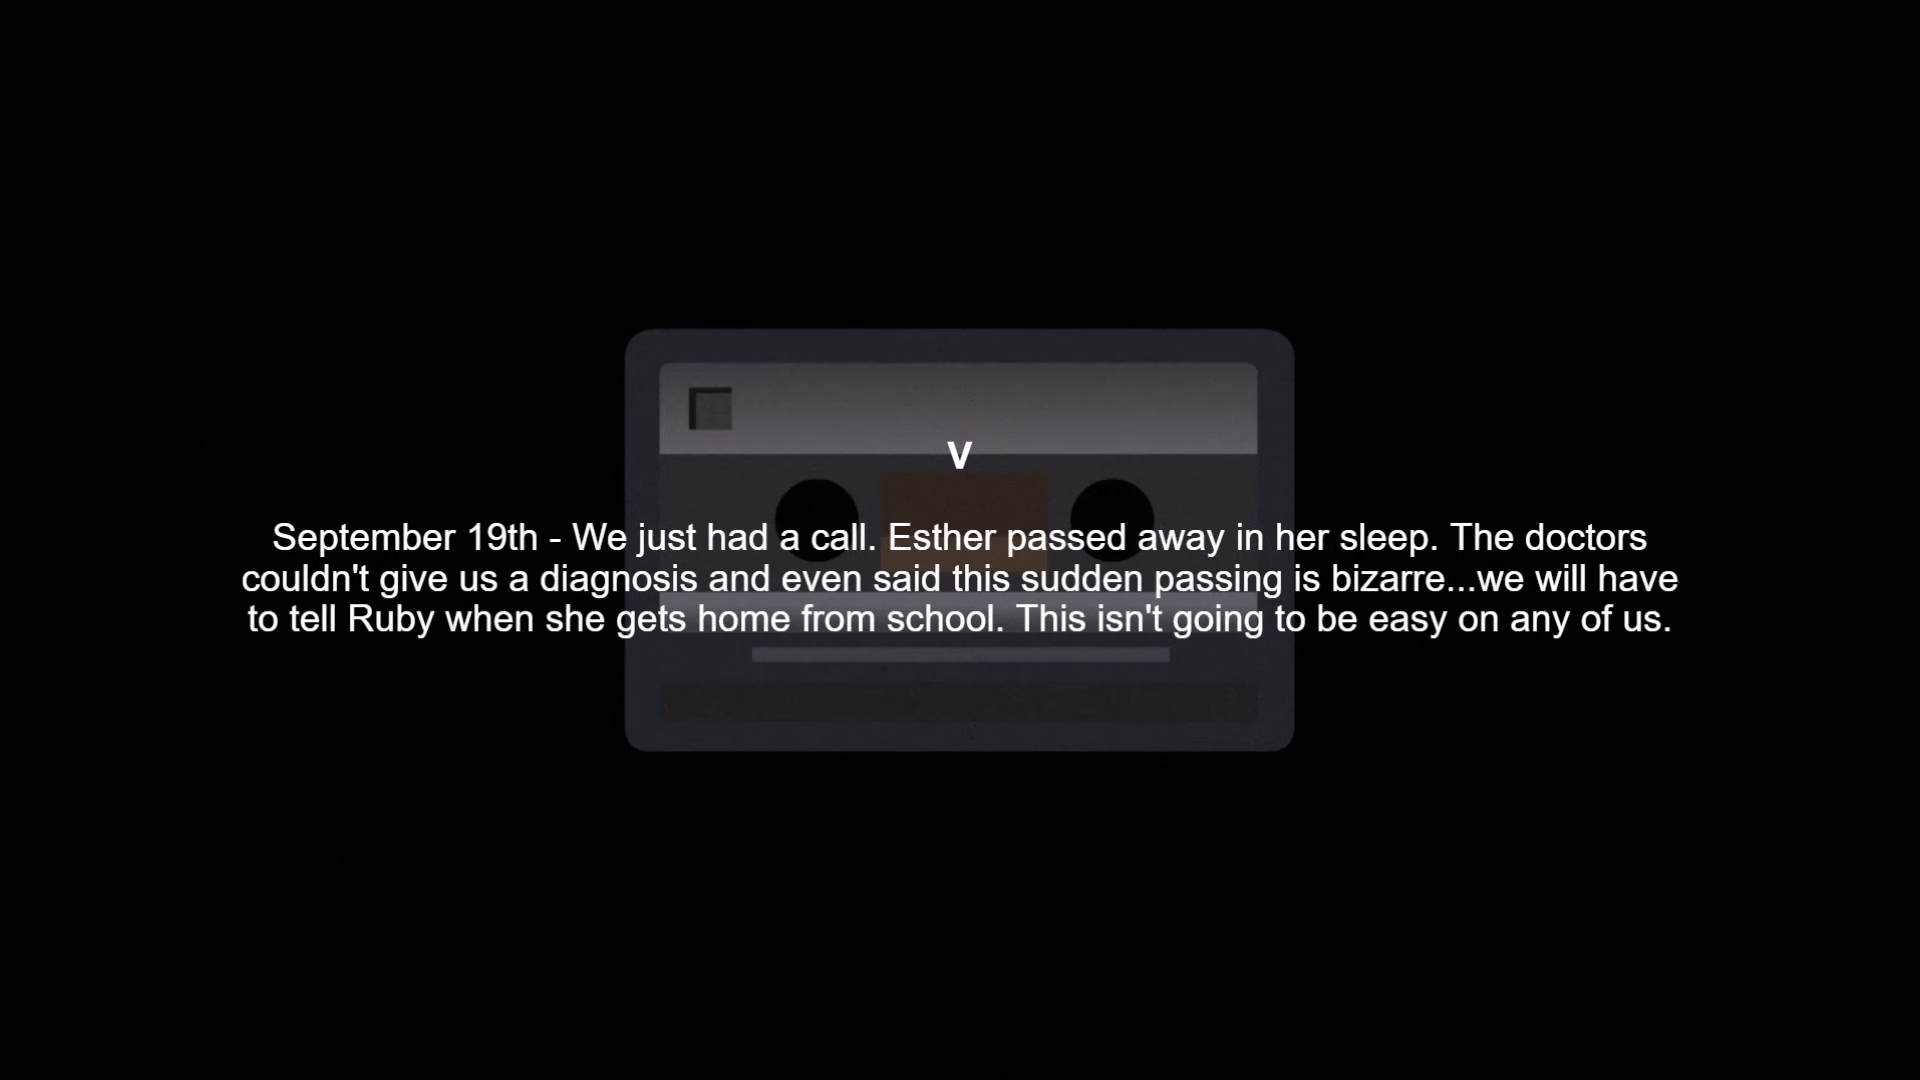 V
September 19th - We just had a call. Esther passed away in her sleep. The doctors
couldn't give us a diagnosis and even said this sudden passing is bizarre...we will have
to tell Ruby when she gets home from school. This isn't going to be easy on any of us.